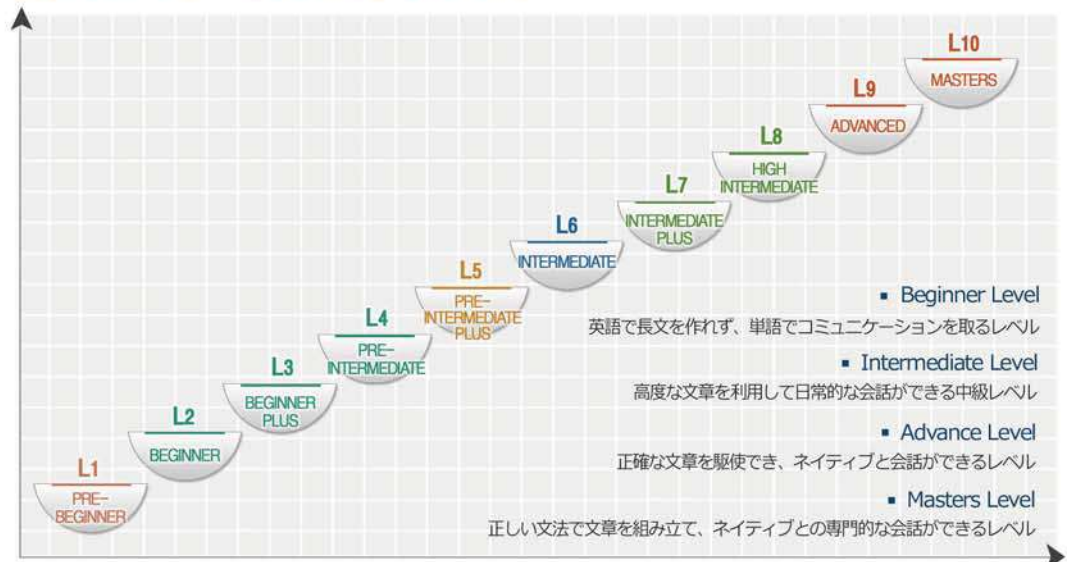 L10
MASTERS
L9
ADVANCED
L8
HIGH
INTERMEDIATE
L7
INTERMEDIATE
PLUS
L6
INTERMEDIATE
L5
PRE-
INTERMEDIATE
PLUS
L4
PRE-
INTERMEDIATE
L3
BEGINNER
PLUS
L2
BEGINNER
L1
PRE-
BEGINNER
▪ Beginner Level
英語で長文を作れず、単語でコミュニケーションを取るレベル
▪ Intermediate Level
高度な文章を利用して日常的な会話ができる中級レベル
▪ Advance Level
正確な文章を駆使でき、ネイティブと会話ができるレベル
▪ Masters Level
正しい文法で文章を組み立て、ネイティブとの専門的な会話ができるレベル